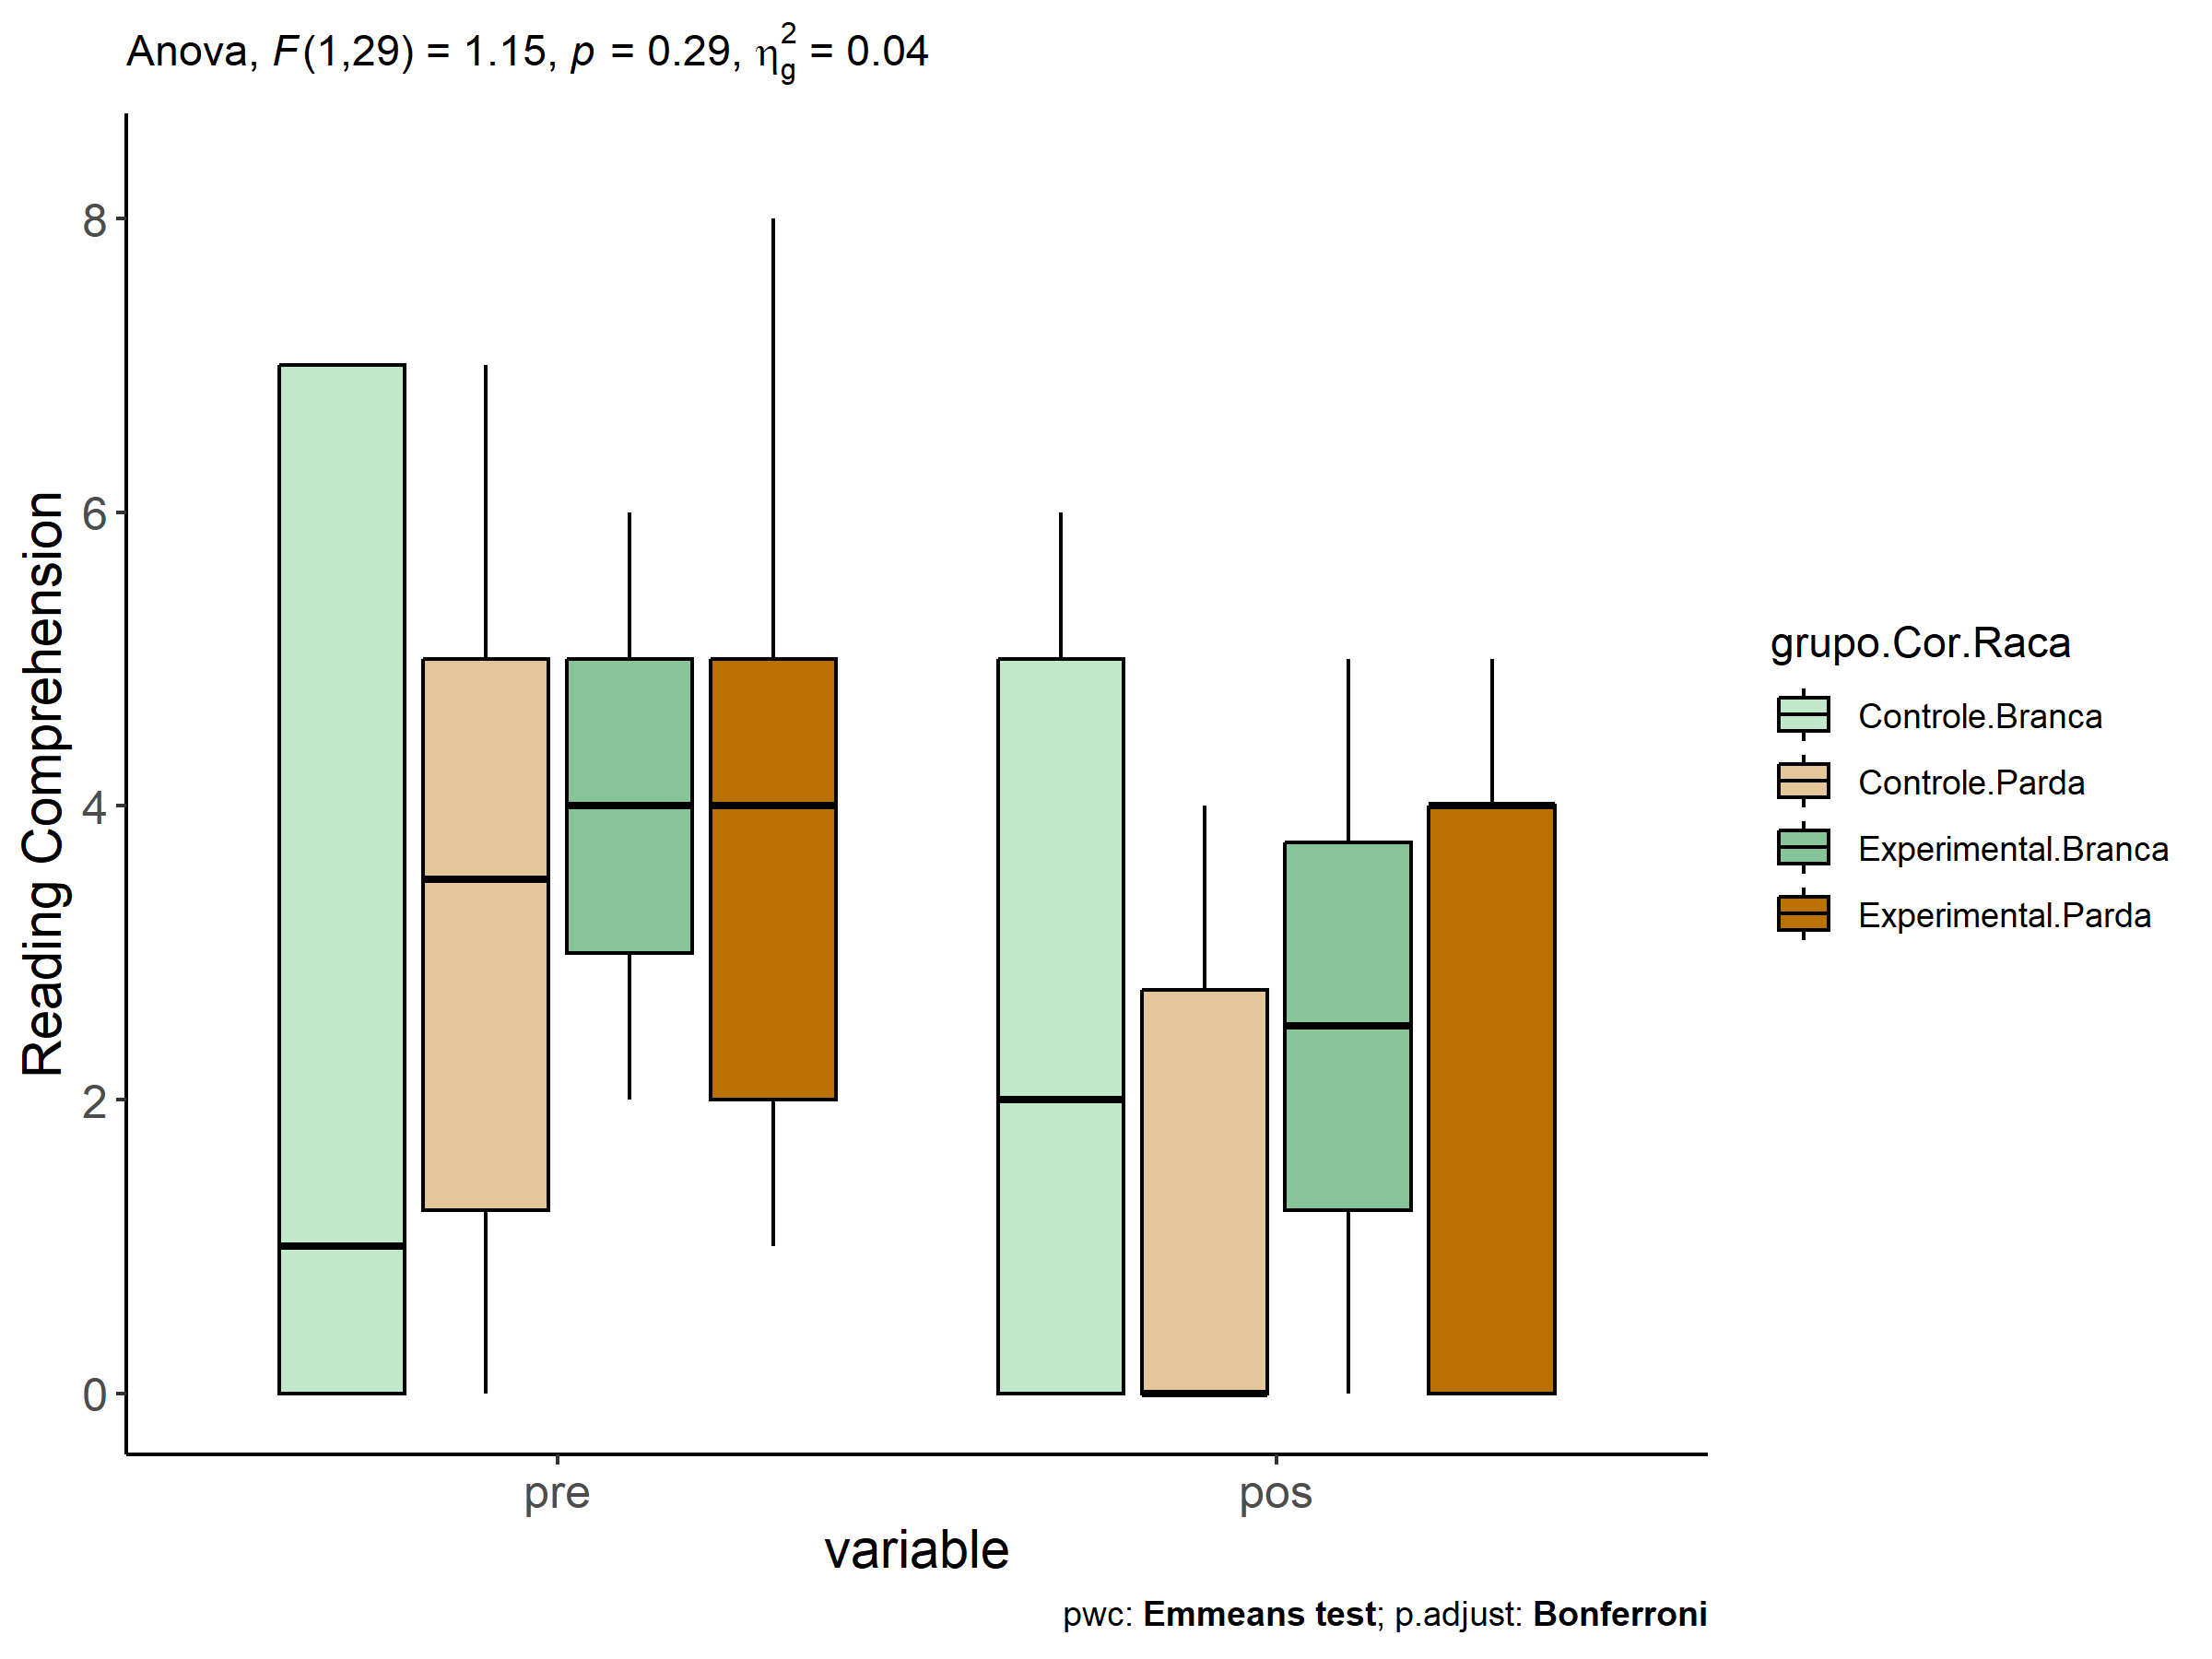 Anova, F(1,29) = 1.15, p = 0.29, η²g = 0.04
Reading Comprehension
8
6
4
2
0
pre pos
variable
grupo.Cor.Raca
Controle.Branca
Controle.Parda
Experimental.Branca
Experimental.Parda
pwc: Emmeans test; p.adjust: Bonferroni